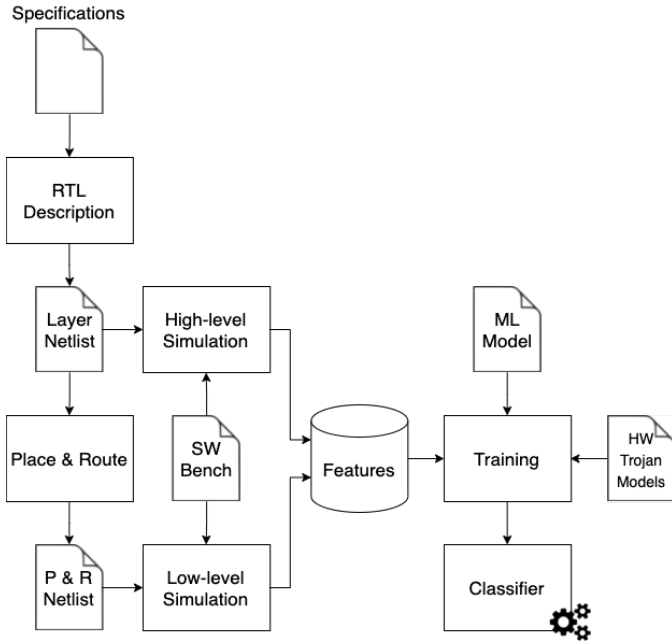 Specifications
RTL
Description
Layer
Netlist
High-level
Simulation
ML
Model
Place & Route
SW
Bench
Features
Training
HW
Trojan
Models
P & R
Netlist
Low-level
Simulation
Classifier